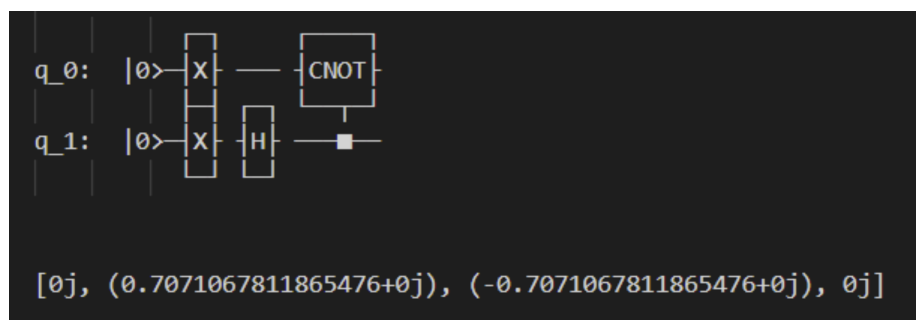 q_0: |0> X CNOT
q_1: |0> X H
[0j, (0.7071067811865476+0j), (-0.7071067811865476+0j), 0j]